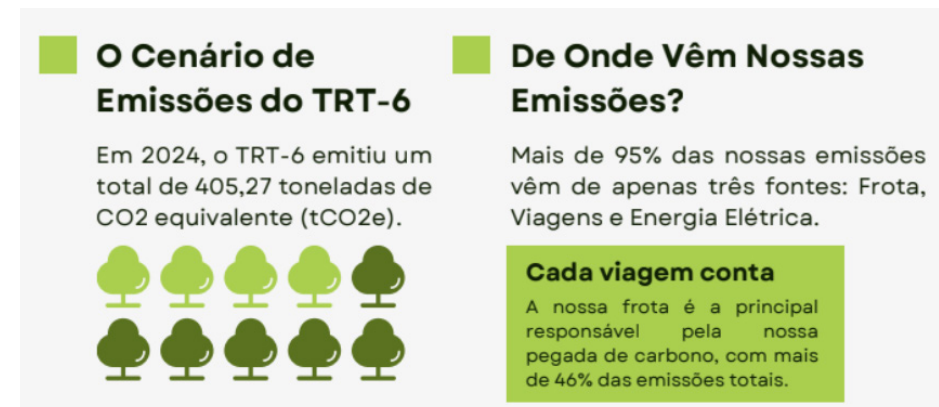 O Cenário de
Emissões do TRT-6
Em 2024, o TRT-6 emitiu um
total de 405,27 toneladas de
CO2 equivalente (tCO2e).
De Onde Vêm Nossas
Emissões?
Mais de 95% das nossas emissões
vêm de apenas três fontes: Frota,
Viagens e Energia Elétrica.
Cada viagem conta
A nossa frota é a principal
responsável pela nossa
pegada de carbono, com mais
de 46% das emissões totais.